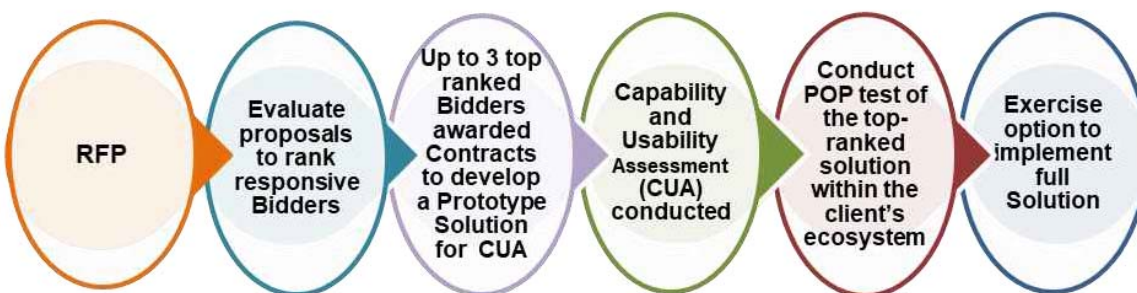 RFP
Evaluate
proposals
to rank
responsive
Bidders
Up to 3 top
ranked
Bidders
awarded
Contracts
to develop
a Prototype
Solution
for CUA
Capability
and
Usability
Assessment
(CUA)
conducted
Conduct
POP test of
the top-
ranked
solution
within the
client’s
ecosystem
Exercise
option to
implement
full
Solution